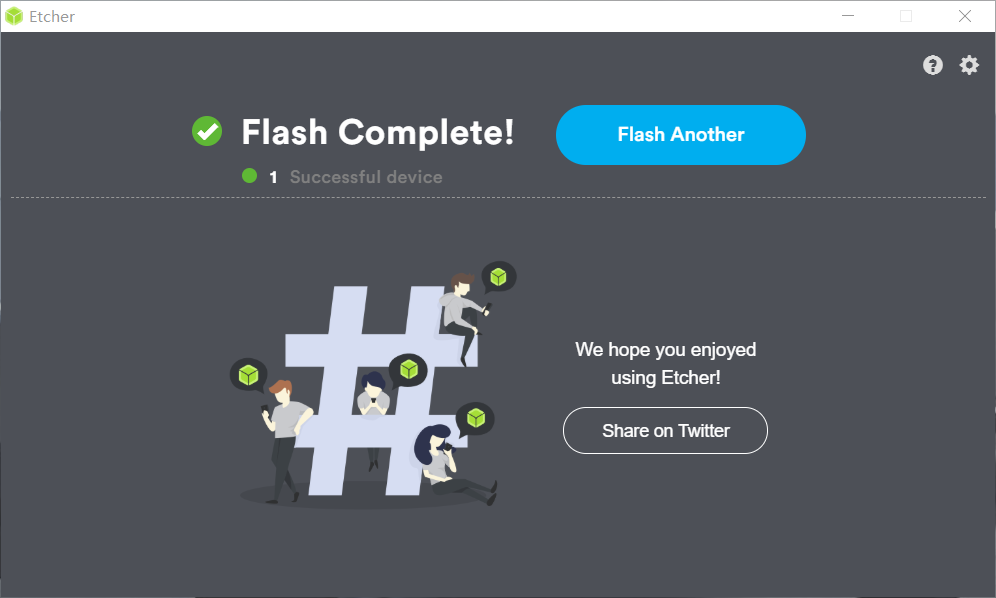 Etcher
Flash Complete!
Flash Another
1 Successful device
We hope you enjoyed
using Etcher!
Share on Twitter